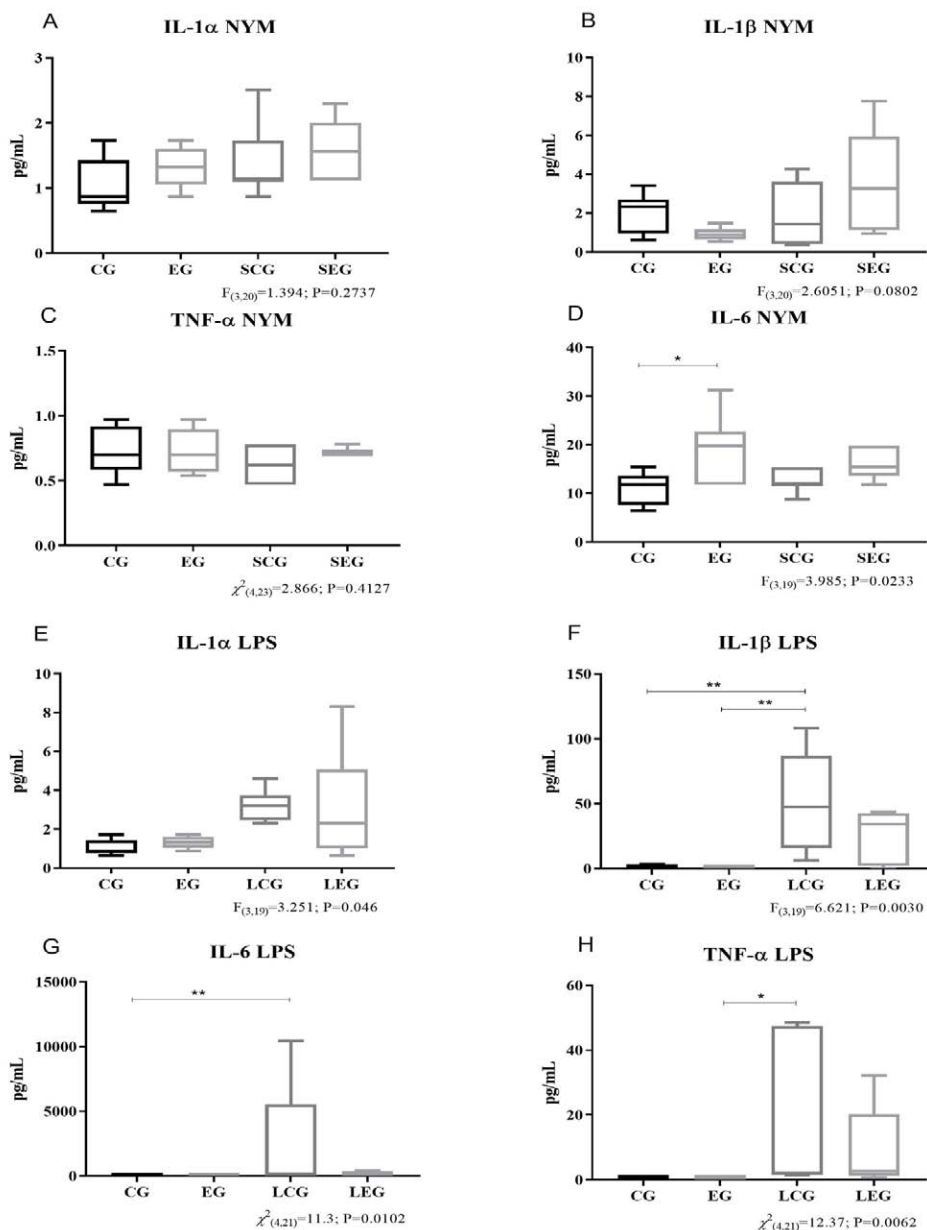 A
IL-1α NYM
pg/mL
3
2
1
0
CG EG SCG SEG
F(3,20)=1.394; P=0.2737
B
IL-1β NYM
pg/mL
10
8
6
4
2
0
CG EG SCG SEG
F(3,20)=2.6051; P=0.0802
C
TNF-α NYM
pg/mL
1.5
1.0
0.5
0.0
CG EG SCG SEG
χ²(4,23)=2.866; P=0.4127
D
IL-6 NYM
pg/mL
40
30
20
10
0
*
CG EG SCG SEG
F(3,19)=3.985; P=0.0233
E
IL-1α LPS
pg/mL
10
8
6
4
2
0
CG EG LCG LEG
F(3,19)=3.251; P=0.046
F
IL-1β LPS
pg/mL
150
100
50
0
**
**
CG EG LCG LEG
F(3,19)=6.621; P=0.0030
G
IL-6 LPS
pg/mL
15000
10000
5000
0
**
CG EG LCG LEG
χ²(4,21)=11.3; P=0.0102
H
TNF-α LPS
pg/mL
60
40
20
0
*
CG EG LCG LEG
χ²(4,21)=12.37; P=0.0062